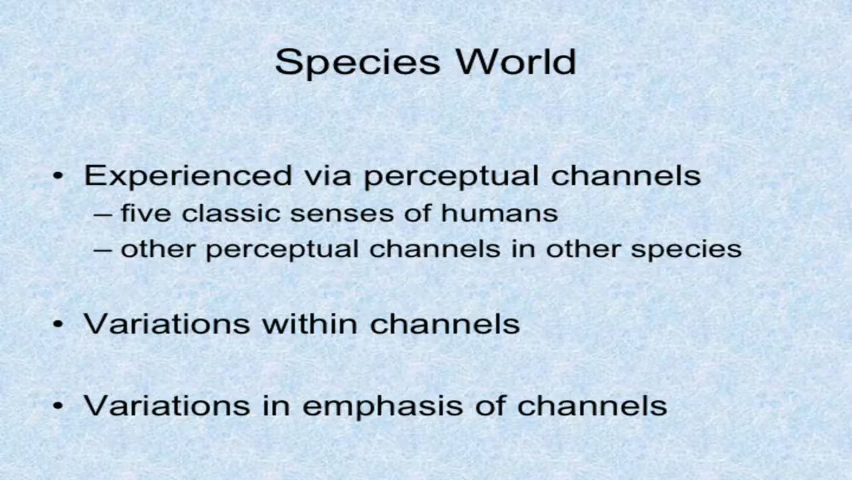 Species World
• Experienced via perceptual channels
– five classic senses of humans
– other perceptual channels in other species
• Variations within channels
• Variations in emphasis of channels